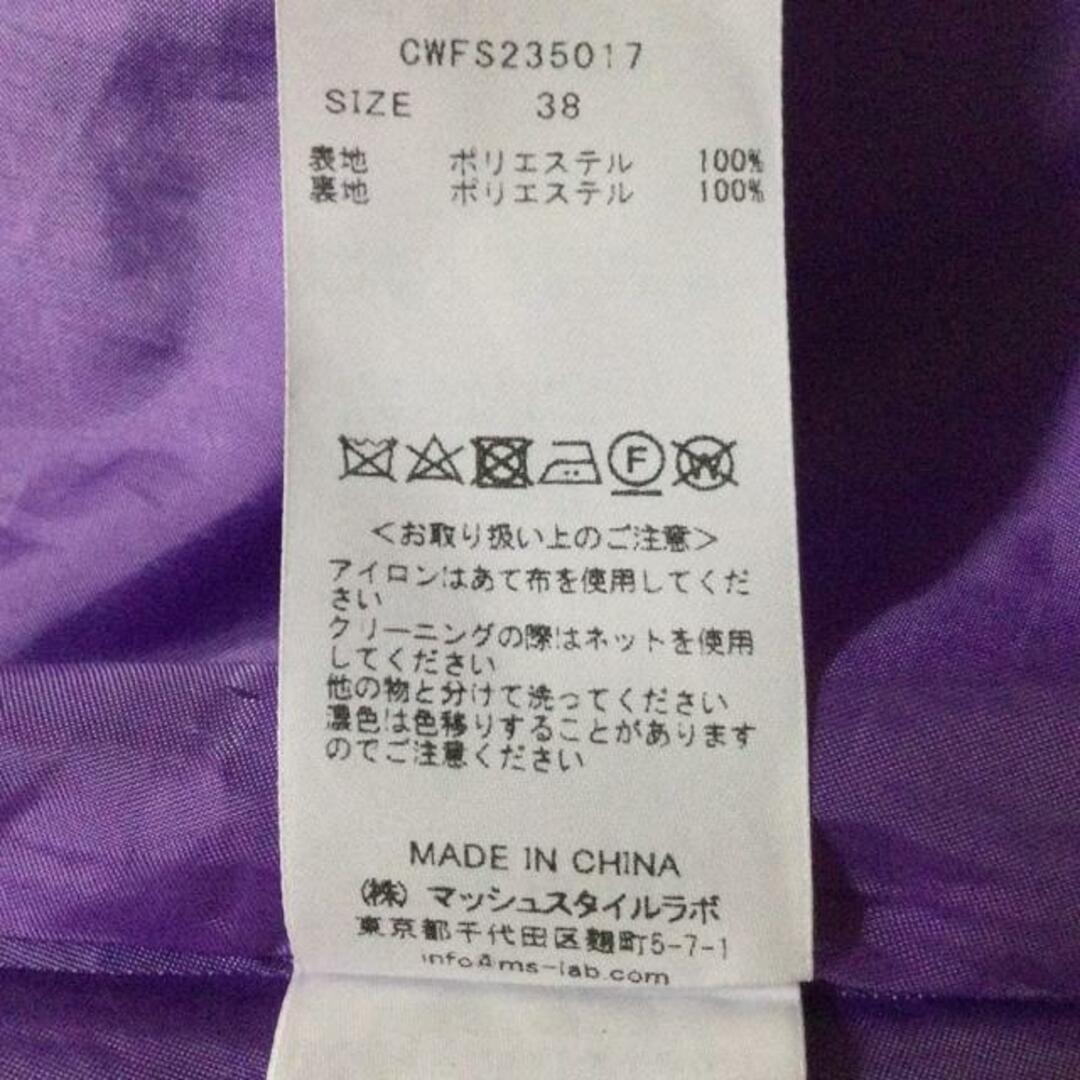 CWFS235017
SIZE 38
表地 ポリエステル 100%
裏地 ポリエステル 100%
F W
<お取り扱い上のご注意>
アイロンはあて布を使用してくだ
さい
クリーニングの際はネットを使用
してください
他の物と分けて洗ってください
濃色は色移りすることがあります
のでご注意ください
MADE IN CHINA
(株) マッシュスタイルラボ
東京都千代田区麹町5-7-1
info@ms-lab.com